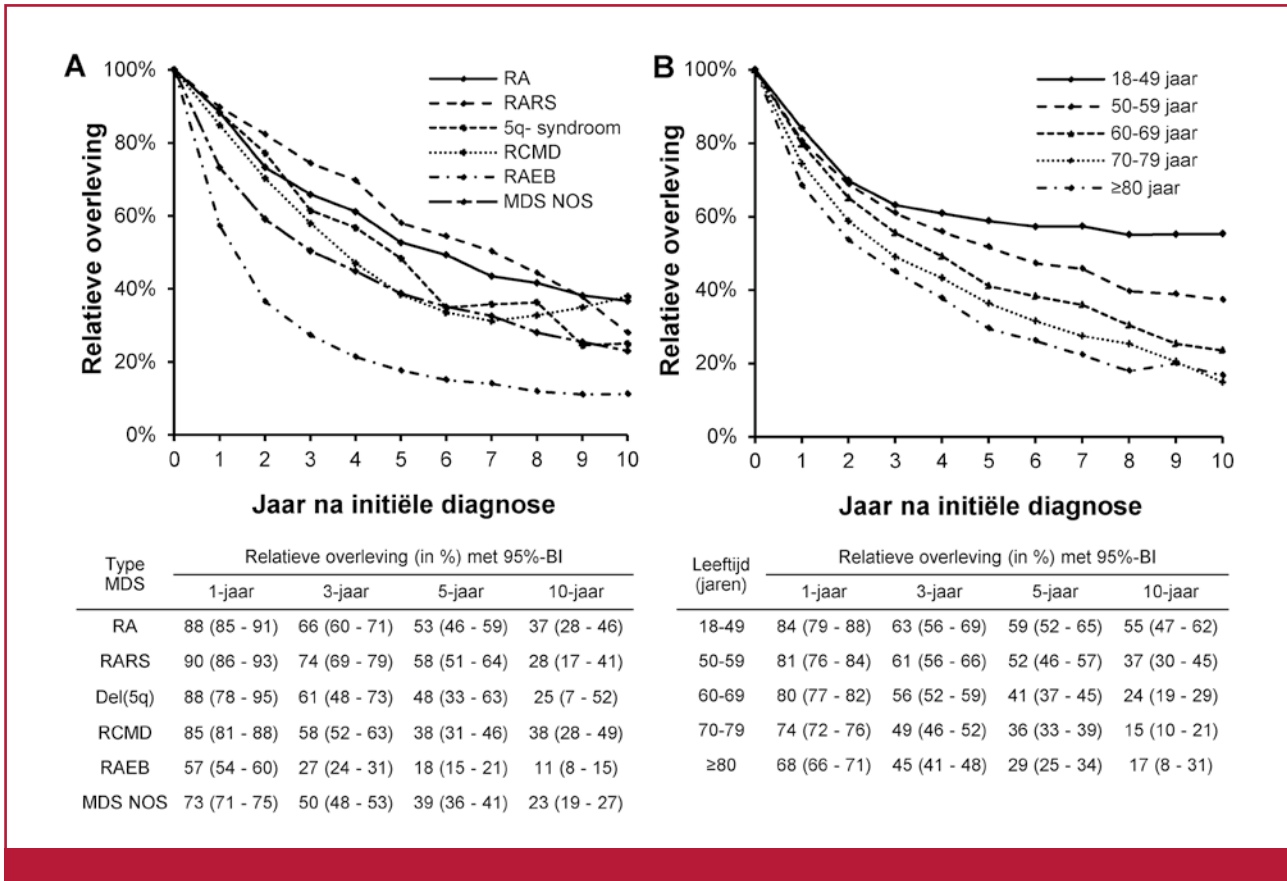 A
100%
80%
60%
40%
20%
0%
Relatieve overleving
0 1 2 3 4 5 6 7 8 9 10
Jaar na initiële diagnose
RA
RARS
5q- syndroom
RCMD
RAEB
MDS NOS
Type MDS
Relatieve overleving (in %) met 95%-BI
1-jaar 3-jaar 5-jaar 10-jaar
RA 88 (85 - 91) 66 (60 - 71) 53 (46 - 59) 37 (28 - 46)
RARS 90 (86 - 93) 74 (69 - 79) 58 (51 - 64) 28 (17 - 41)
Del(5q) 88 (78 - 95) 61 (48 - 73) 48 (33 - 63) 25 (7 - 52)
RCMD 85 (81 - 88) 58 (52 - 63) 38 (31 - 46) 38 (28 - 49)
RAEB 57 (54 - 60) 27 (24 - 31) 18 (15 - 21) 11 (8 - 15)
MDS NOS 73 (71 - 75) 50 (48 - 53) 39 (36 - 41) 23 (19 - 27)
B
100%
80%
60%
40%
20%
0%
Relatieve overleving
0 1 2 3 4 5 6 7 8 9 10
Jaar na initiële diagnose
18-49 jaar
50-59 jaar
60-69 jaar
70-79 jaar
≥80 jaar
Leeftijd (jaren)
Relatieve overleving (in %) met 95%-BI
1-jaar 3-jaar 5-jaar 10-jaar
18-49 84 (79 - 88) 63 (56 - 69) 59 (52 - 65) 55 (47 - 62)
50-59 81 (76 - 84) 61 (56 - 66) 52 (46 - 57) 37 (30 - 45)
60-69 80 (77 - 82) 56 (52 - 59) 41 (37 - 45) 24 (19 - 29)
70-79 74 (72 - 76) 49 (46 - 52) 36 (33 - 39) 15 (10 - 21)
≥80 68 (66 - 71) 45 (41 - 48) 29 (25 - 34) 17 (8 - 31)